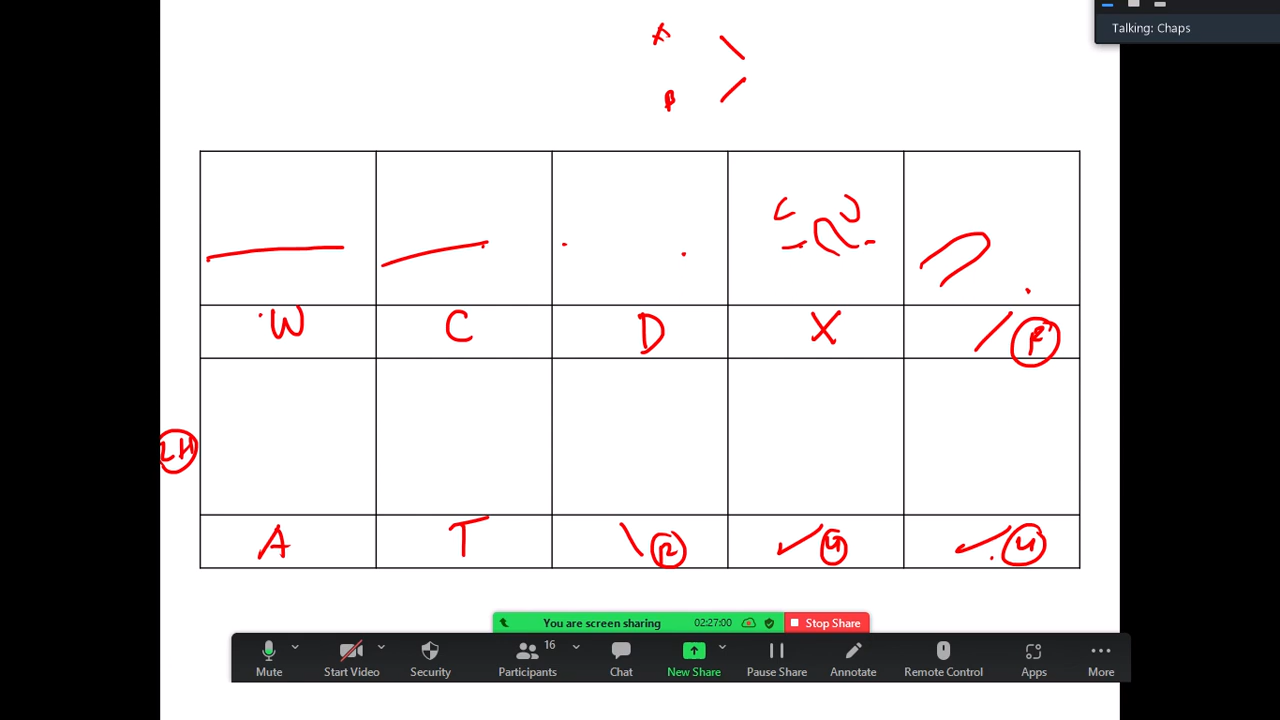 Talking: Chaps
W C D X
LH
A T
You are screen sharing 02:27:00 Stop Share
16
Mute Start Video Security Participants Chat New Share Pause Share Annotate Remote Control Apps More